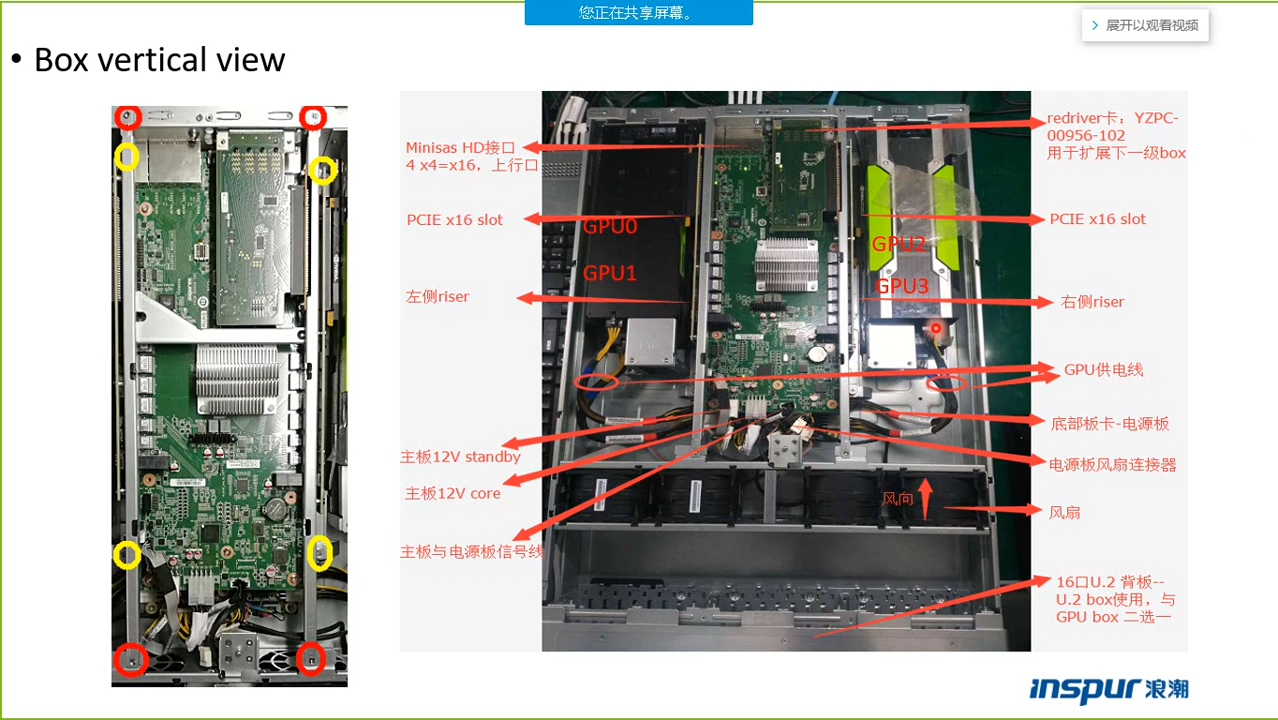 您正在共享屏幕。
展开以观看视频
• Box vertical view
Minisas HD接口
4 x4=x16，上行口
PCIE x16 slot
左侧riser
主板12V standby
主板12V core
主板与电源板信号线
GPU0
GPU1
GPU2
GPU3
风向
redriver卡：YZPC-
00956-102
用于扩展下一级box
PCIE x16 slot
右侧riser
GPU供电线
底部板卡-电源板
电源板风扇连接器
风扇
16口U.2 背板--
U.2 box使用，与
GPU box 二选一
inspur 浪潮